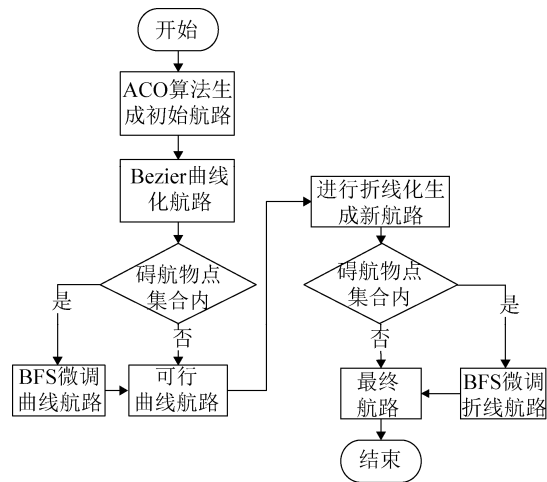 开始
ACO算法生
成初始航路
Bezier曲线
化航路
碍航物点
集合内
是
否
BFS微调
曲线航路
可行
曲线航路
进行折线化生
成新航路
碍航物点
集合内
是
否
最终
航路
BFS微调
折线航路
结束